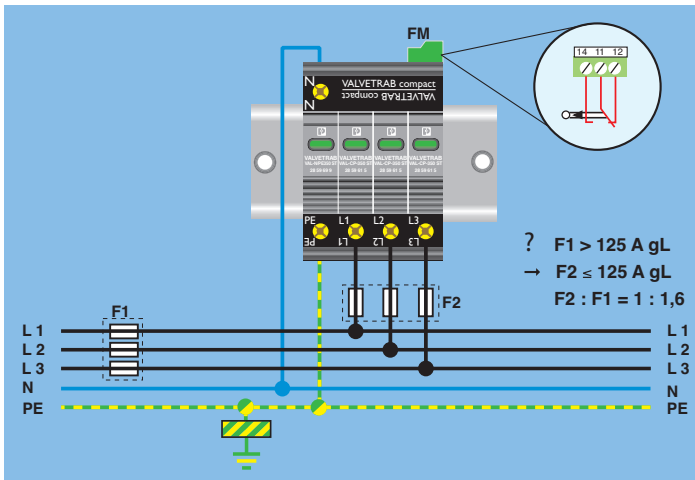 FM
14 11 12
N
N
VALVETRAB compact
VALVETRAB compact
VALVETRAB VALVETRAB VALVETRAB VALVETRAB
PE L1 L2 L3
PE L1 L2 L3
? F1 > 125 A gL
→ F2 ≤ 125 A gL
F2 : F1 = 1 : 1,6
F1
F2
L 1
L 2
L 3
N
PE
L 1
L 2
L 3
N
PE